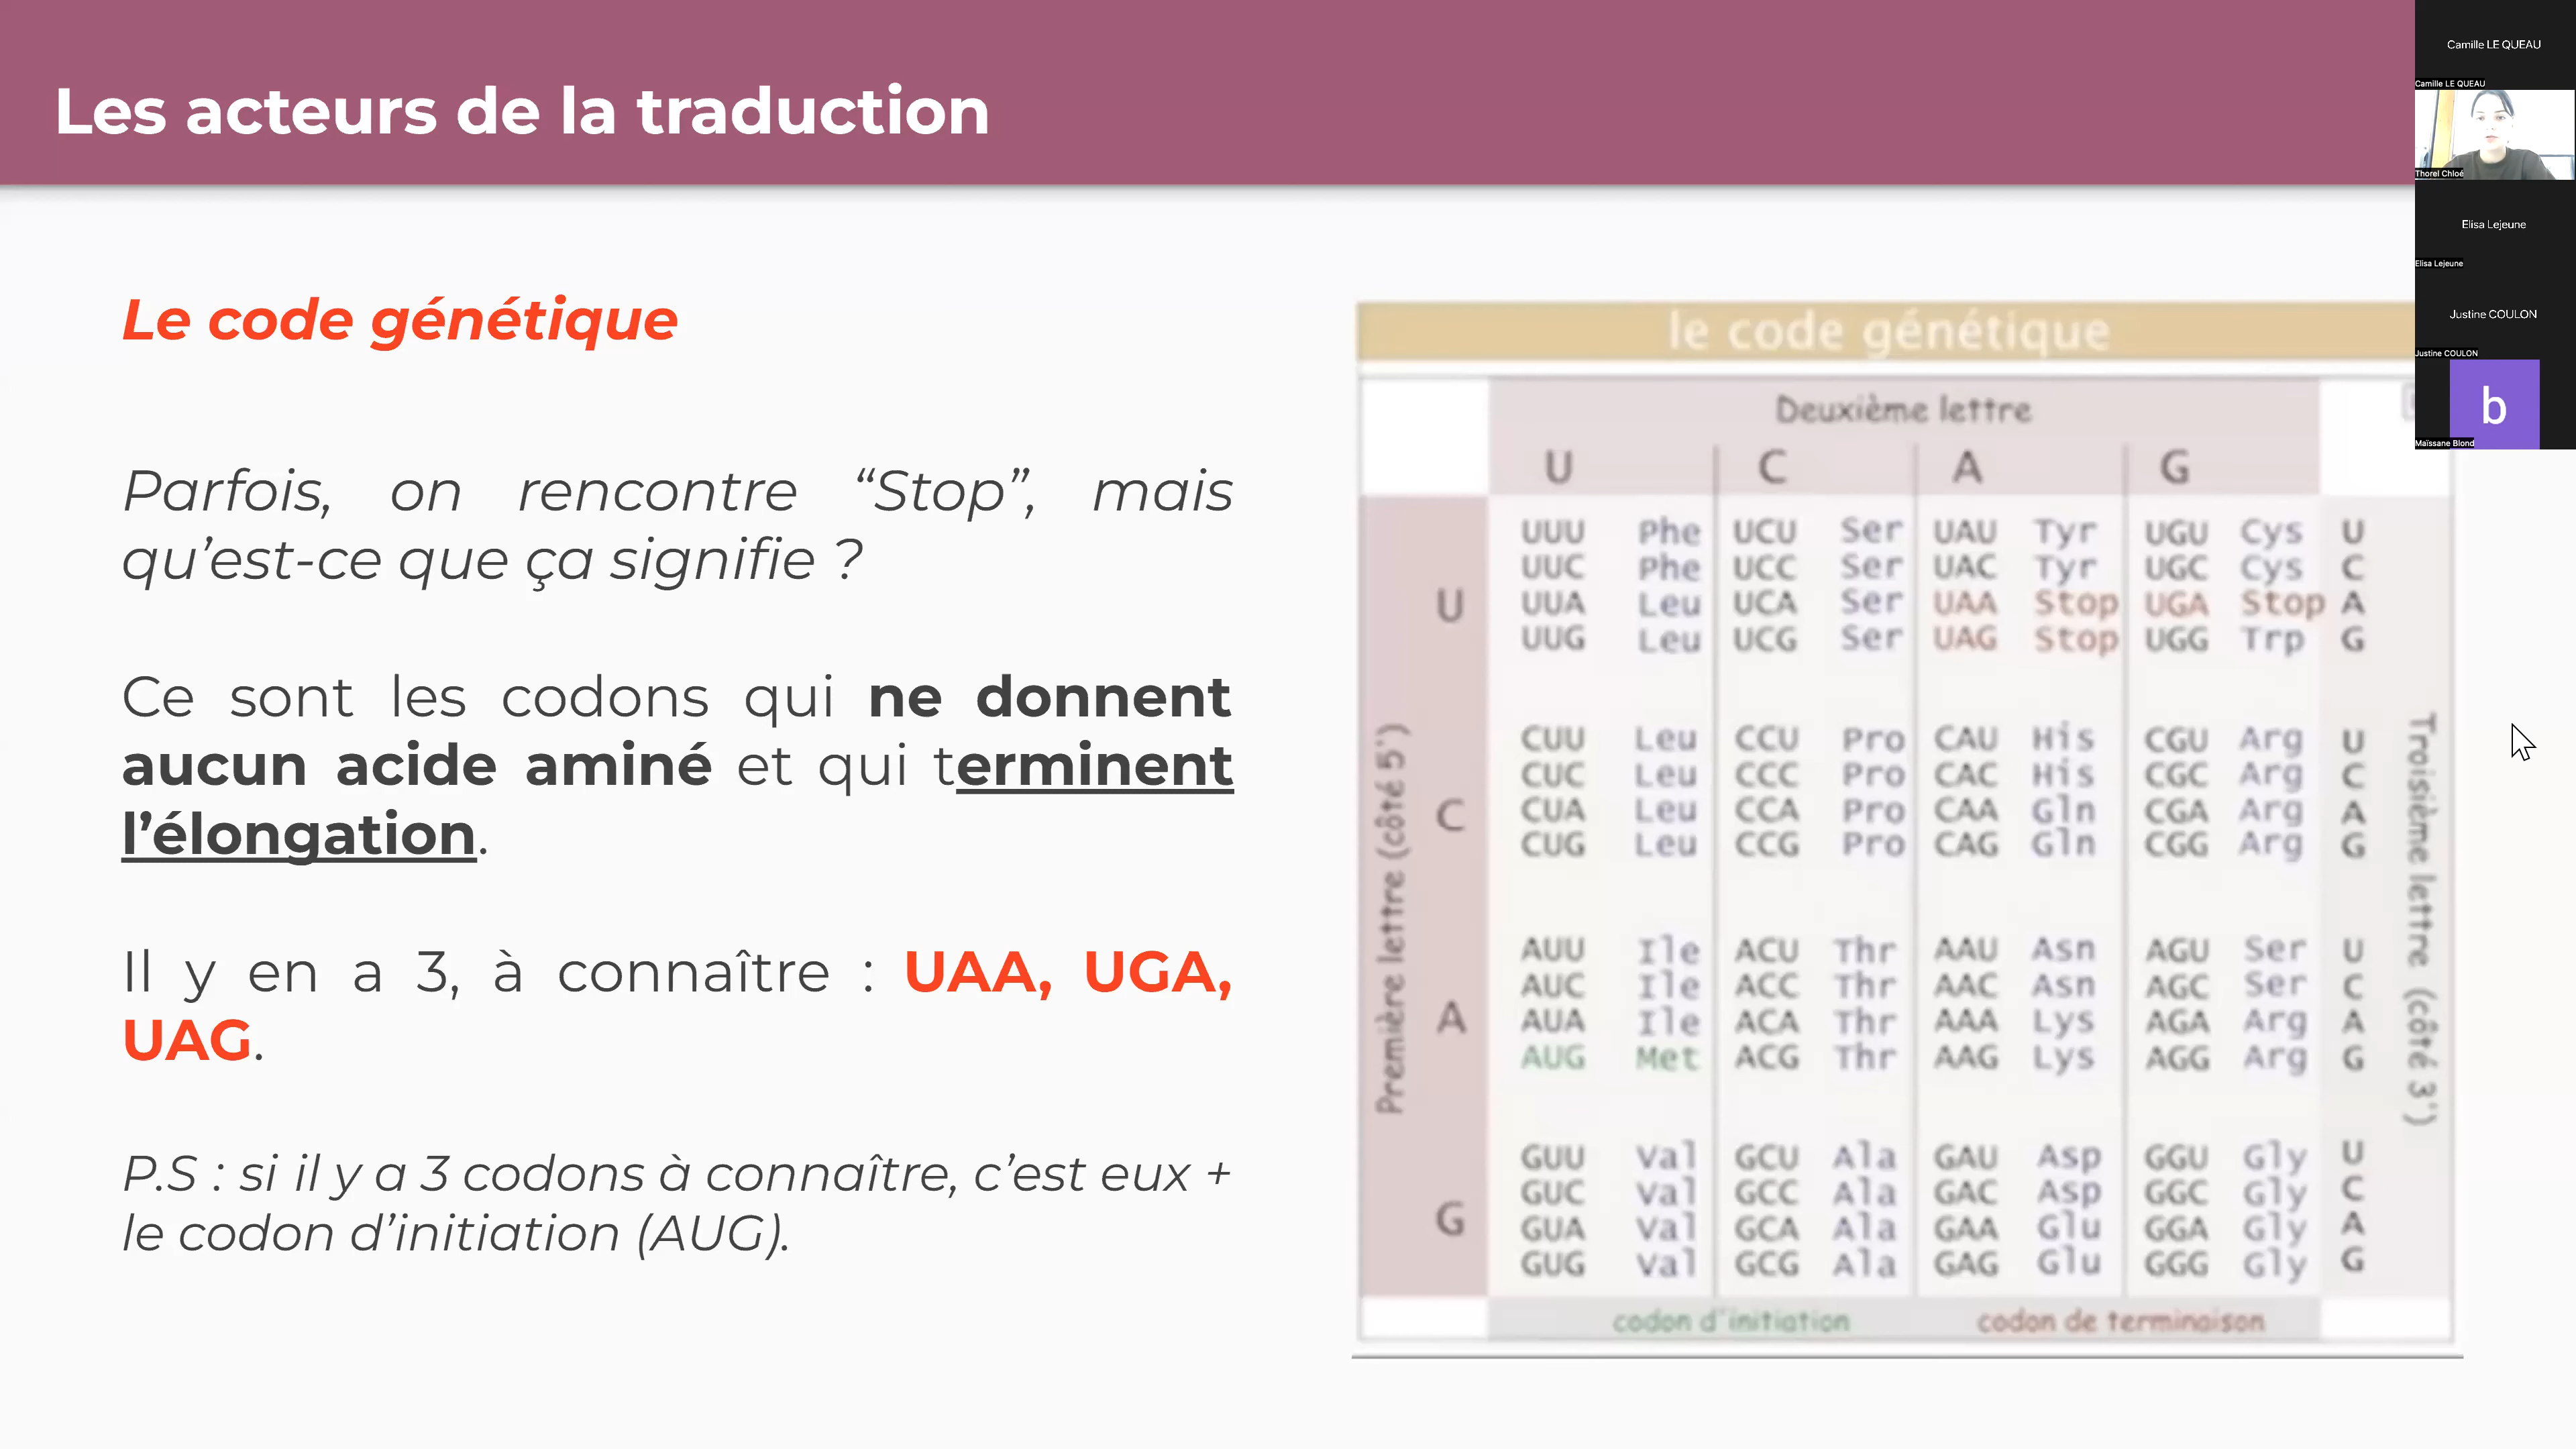 Les acteurs de la traduction
Le code génétique
Parfois, on rencontre “Stop”, mais
qu’est-ce que ça signifie ?
Ce sont les codons qui ne donnent
aucun acide aminé et qui terminent
l’élongation.
Il y en a 3, à connaître : UAA, UGA,
UAG.
P.S : si il y a 3 codons à connaître, c’est eux +
le codon d’initiation (AUG).
le code génétique
Deuxième lettre
U C A G
Première lettre (côté 5')
U
UUU Phe UCU Ser UAU Tyr UGU Cys U
UUC Phe UCC Ser UAC Tyr UGC Cys C
UUA Leu UCA Ser UAA Stop UGA Stop A
UUG Leu UCG Ser UAG Stop UGG Trp G
C
CUU Leu CCU Pro CAU His CGU Arg U
CUC Leu CCC Pro CAC His CGC Arg C
CUA Leu CCA Pro CAA Gln CGA Arg A
CUG Leu CCG Pro CAG Gln CGG Arg G
A
AUU Ile ACU Thr AAU Asn AGU Ser U
AUC Ile ACC Thr AAC Asn AGC Ser C
AUA Ile ACA Thr AAA Lys AGA Arg A
AUG Met ACG Thr AAG Lys AGG Arg G
G
GUU Val GCU Ala GAU Asp GGU Gly U
GUC Val GCC Ala GAC Asp GGC Gly C
GUA Val GCA Ala GAA Glu GGA Gly A
GUG Val GCG Ala GAG Glu GGG Gly G
Troisième lettre (côté 3')
codon d'initiation codon de terminaison
Camille LE QUEAU
Camille LE QUEAU
Thorel Chloé
Elisa Lejeune
Elisa Lejeune
Justine COULON
Justine COULON
b
Maïssane Blond